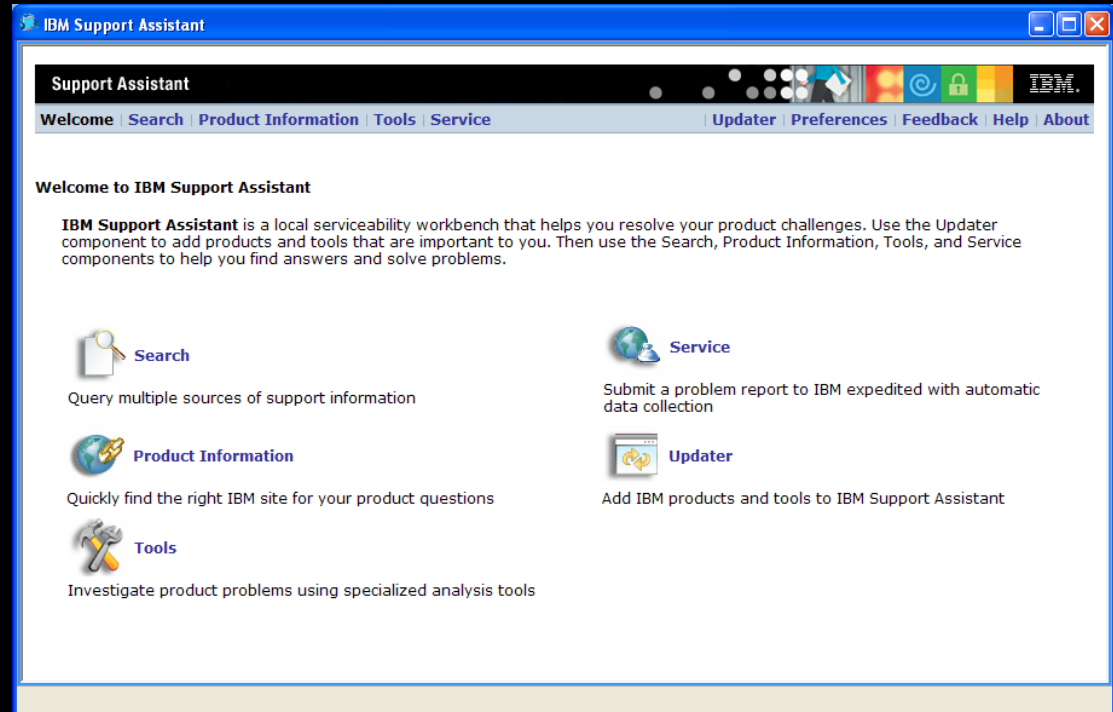 IBM Support Assistant
Support Assistant
IBM.
Welcome | Search | Product Information | Tools | Service | Updater | Preferences | Feedback | Help | About
Welcome to IBM Support Assistant
IBM Support Assistant is a local serviceability workbench that helps you resolve your product challenges. Use the Updater
component to add products and tools that are important to you. Then use the Search, Product Information, Tools, and Service
components to help you find answers and solve problems.
Search
Query multiple sources of support information
Service
Submit a problem report to IBM expedited with automatic
data collection
Product Information
Quickly find the right IBM site for your product questions
Updater
Add IBM products and tools to IBM Support Assistant
Tools
Investigate product problems using specialized analysis tools